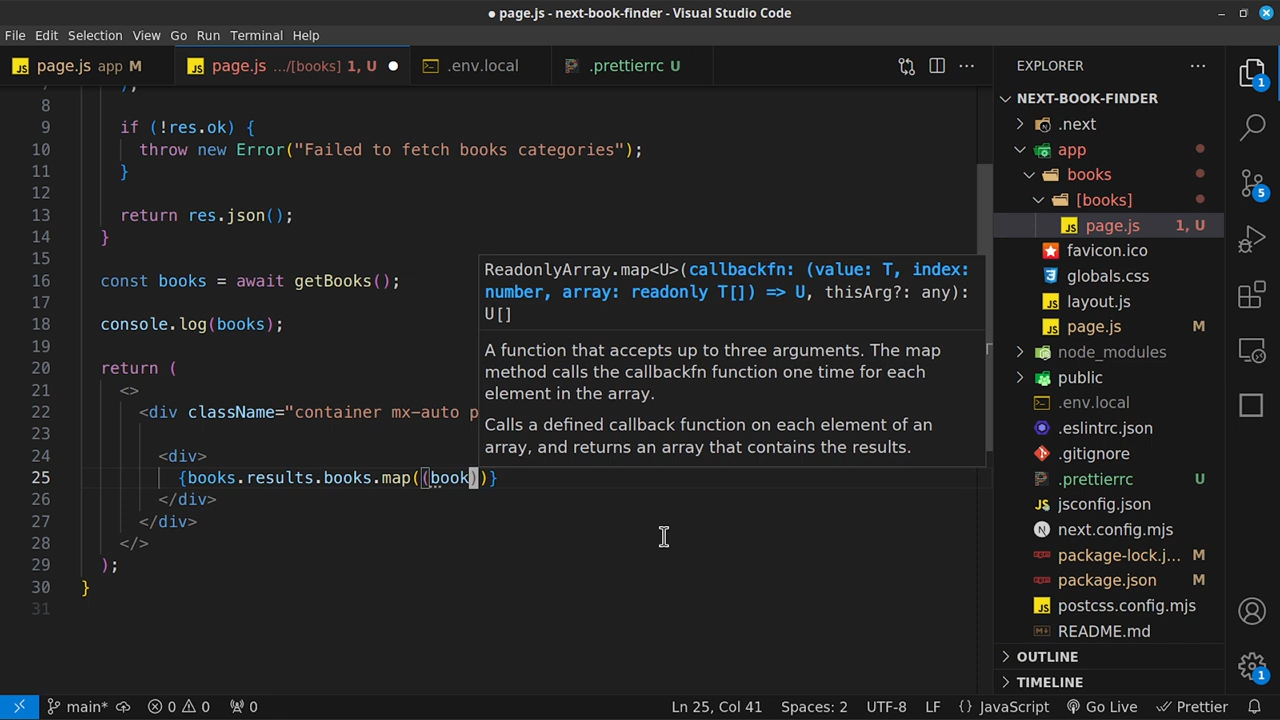 ● page.js - next-book-finder - Visual Studio Code
File Edit Selection View Go Run Terminal Help
JS page.js app M
JS page.js .../[books] 1, U ●
.env.local
.prettierrc U
8
9 if (!res.ok) {
10 throw new Error("Failed to fetch books categories");
11 }
12
13 return res.json();
14 }
15
16 const books = await getBooks();
17
18 console.log(books);
19
20 return (
21 <>
22 <div className="container mx-auto p
23
24 <div>
25 {books.results.books.map((book))}
26 </div>
27 </div>
28 </>
29 );
30 }
31
ReadonlyArray.map<U>(callbackfn: (value: T, index:
number, array: readonly T[]) => U, thisArg?: any):
U[]
A function that accepts up to three arguments. The map
method calls the callbackfn function one time for each
element in the array.
Calls a defined callback function on each element of an
array, and returns an array that contains the results.
EXPLORER
NEXT-BOOK-FINDER
.next
app
books
[books]
JS page.js 1, U
favicon.ico
globals.css
JS layout.js
JS page.js M
node_modules
public
.env.local
.eslintrc.json
.gitignore
.prettierrc U
JS jsconfig.json
N next.config.mjs
package-lock.j... M
package.json M
JS postcss.config.mjs
README.md
OUTLINE
TIMELINE
1
5
1
main* 0 0 0 Ln 25, Col 41 Spaces: 2 UTF-8 LF {} JavaScript Go Live Prettier